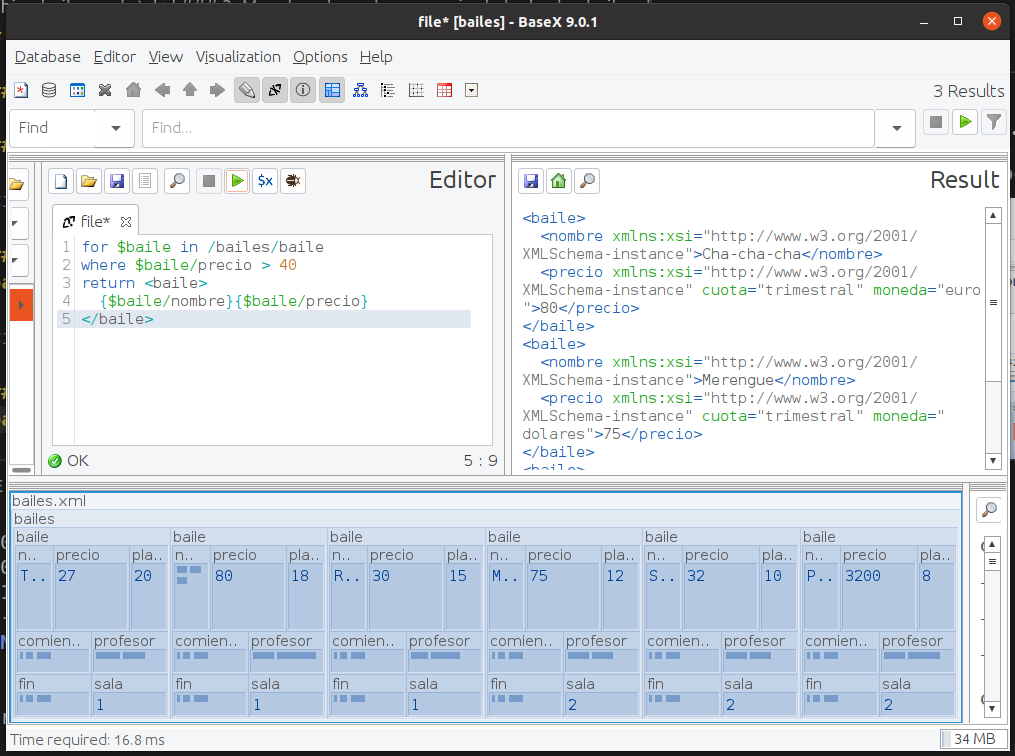 file* [bailes] - BaseX 9.0.1
Database Editor View Visualization Options Help
3 Results
Find
Find...
Editor
Result
file*
1 for $baile in /bailes/baile
2 where $baile/precio > 40
3 return <baile>
4 {$baile/nombre}{$baile/precio}
5 </baile>
OK
5 : 9
<baile>
<nombre xmlns:xsi="http://www.w3.org/2001/
XMLSchema-instance">Cha-cha-cha</nombre>
<precio xmlns:xsi="http://www.w3.org/2001/
XMLSchema-instance" cuota="trimestral" moneda="euro
">80</precio>
</baile>
<baile>
<nombre xmlns:xsi="http://www.w3.org/2001/
XMLSchema-instance">Merengue</nombre>
<precio xmlns:xsi="http://www.w3.org/2001/
XMLSchema-instance" cuota="trimestral" moneda="
dolares">75</precio>
</baile>
<baile>
bailes.xml
bailes
baile baile baile baile baile baile
n.. precio pla.. n.. precio pla.. n.. precio pla.. n.. precio pla.. n.. precio pla.. n.. precio pla..
T.. 27 20 80 18 R.. 30 15 M.. 75 12 S.. 32 10 P.. 3200 8
comien.. profesor comien.. profesor comien.. profesor comien.. profesor comien.. profesor comien.. profesor
fin sala fin sala fin sala fin sala fin sala fin sala
1 1 1 2 2 2
Time required: 16.8 ms
34 MB